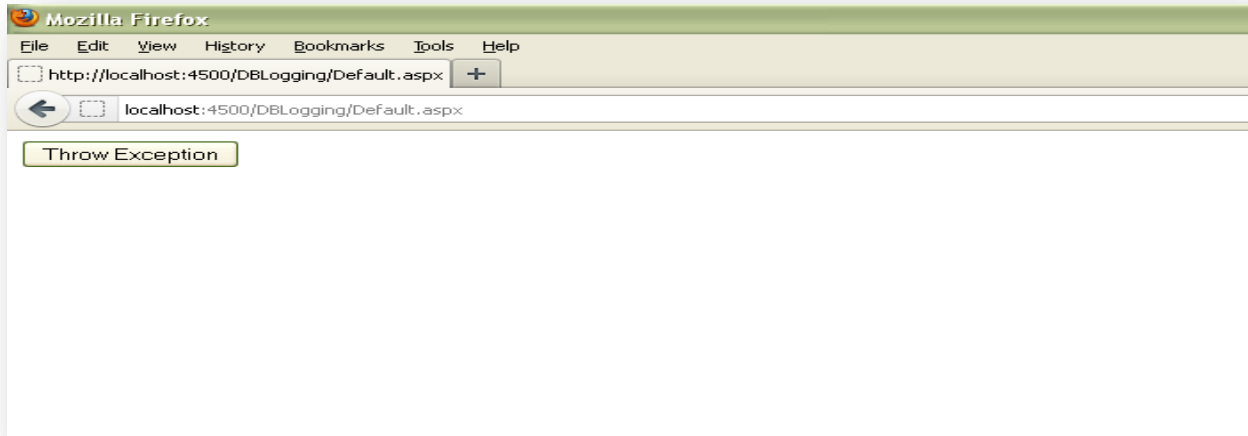 Mozilla Firefox
File Edit View History Bookmarks Tools Help
http://localhost:4500/DBLogging/Default.aspx +
localhost:4500/DBLogging/Default.aspx
Throw Exception